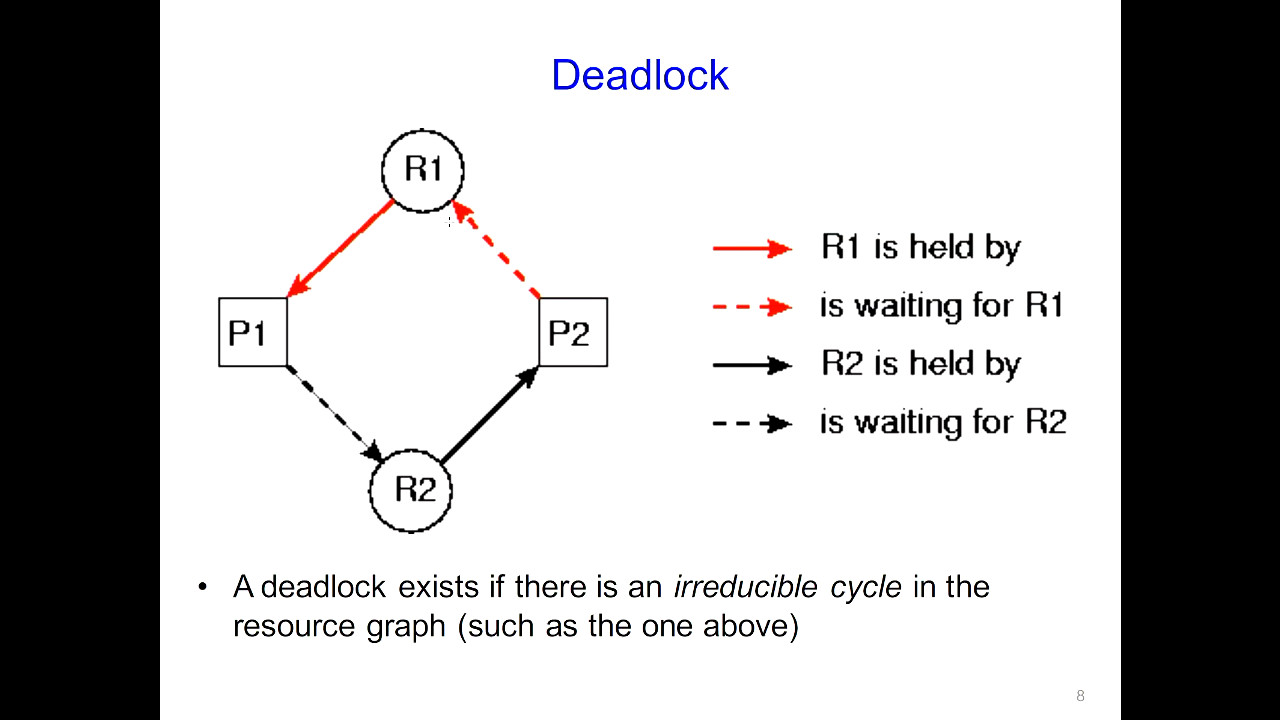 Deadlock
R1
P1
P2
R2
R1 is held by
is waiting for R1
R2 is held by
is waiting for R2
• A deadlock exists if there is an irreducible cycle in the
resource graph (such as the one above)
8